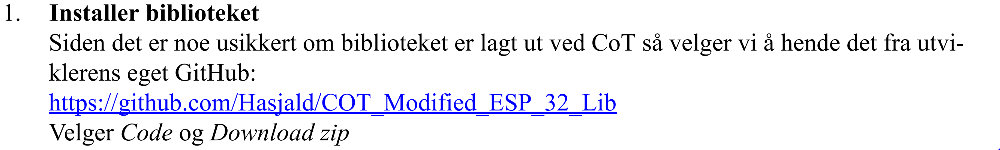 1. Installer biblioteket
Siden det er noe usikkert om biblioteket er lagt ut ved CoT så velger vi å hende det fra utvi-
klerens eget GitHub:
https://github.com/Hasjald/COT_Modified_ESP_32_Lib
Velger Code og Download zip